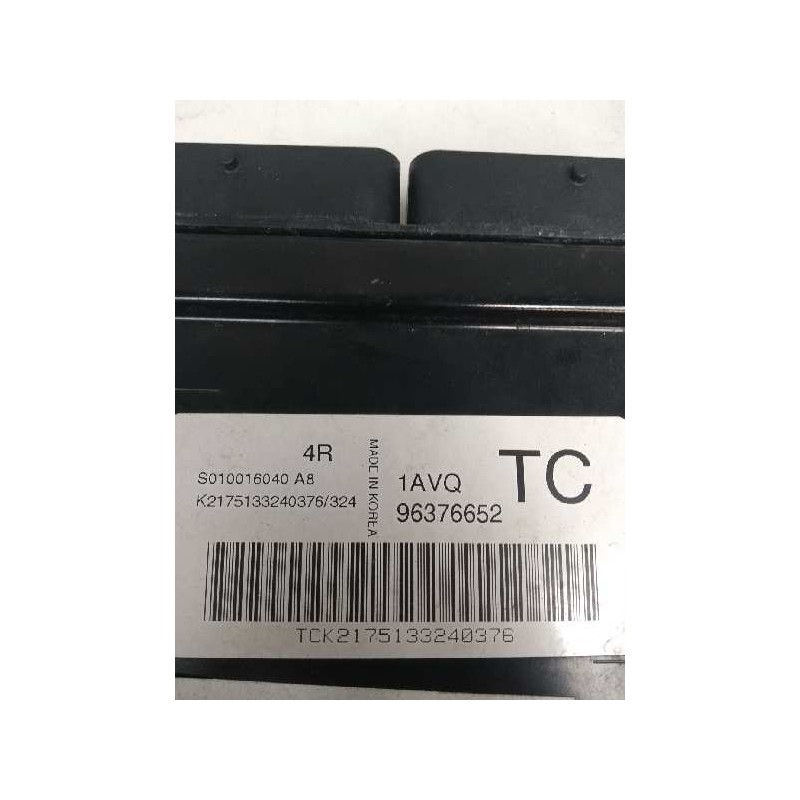 4R
S010016040 A8
K2175133240376/324
MADE IN KOREA
1AVQ
TC
96376652
TCK2175133240376